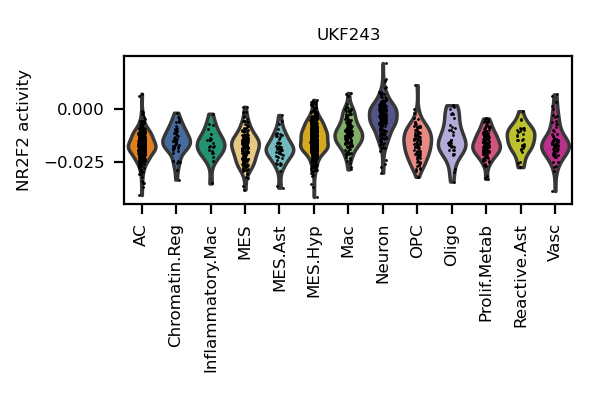 UKF243
NR2F2 activity
0.000
−0.025
AC
Chromatin.Reg
Inflammatory.Mac
MES
MES.Ast
MES.Hyp
Mac
Neuron
OPC
Oligo
Prolif.Metab
Reactive.Ast
Vasc